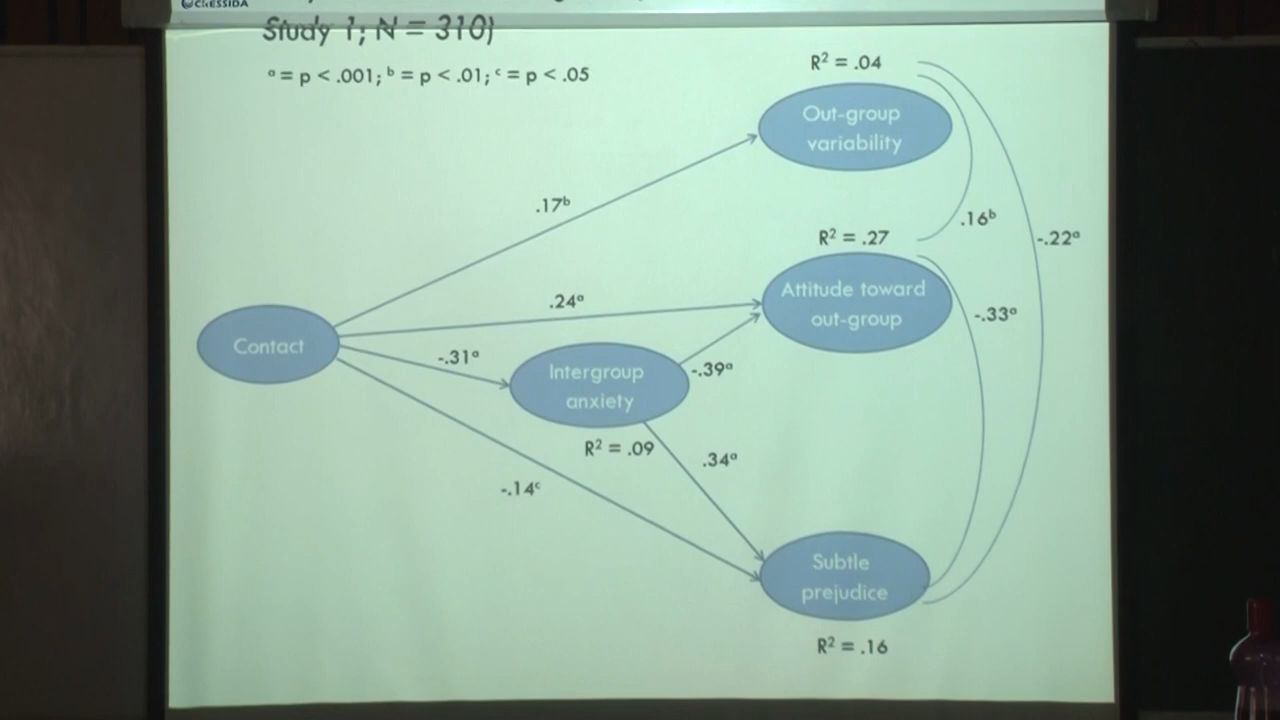 CRESSIDA
Study 1; N = 310)
ᵃ = p < .001; ᵇ = p < .01; ᶜ = p < .05
R² = .04
Out-group
variability
.17ᵇ
.16ᵇ
-.22ᵃ
R² = .27
Attitude toward
out-group
.24ᵃ
-.33ᵃ
Contact
-.31ᵃ
Intergroup
anxiety
-.39ᵃ
R² = .09
.34ᵃ
-.14ᶜ
Subtle
prejudice
R² = .16